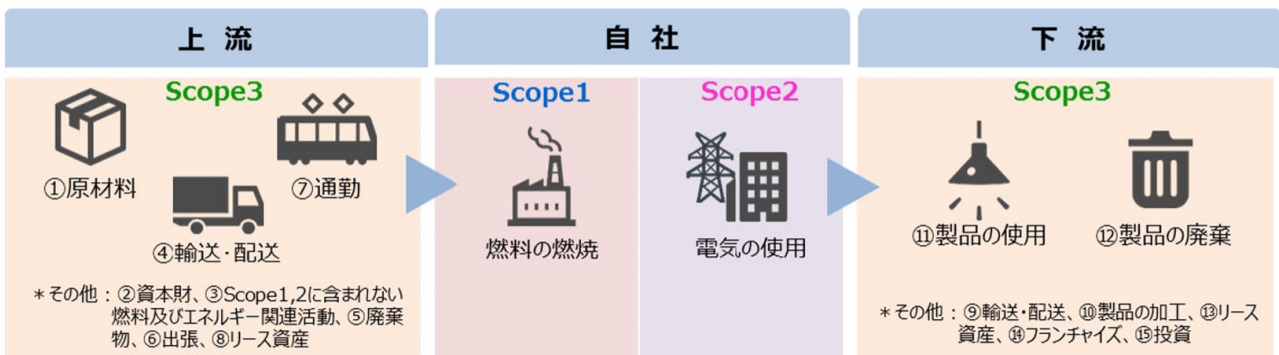 上流
Scope3
①原材料
⑦通勤
④輸送・配送
＊その他：②資本財、③Scope1,2に含まれない
燃料及びエネルギー関連活動、⑤廃棄
物、⑥出張、⑧リース資産
自社
Scope1
燃料の燃焼
Scope2
電気の使用
下流
Scope3
⑪製品の使用
⑫製品の廃棄
＊その他：⑨輸送・配送、⑩製品の加工、⑬リース
資産、⑭フランチャイズ、⑮投資